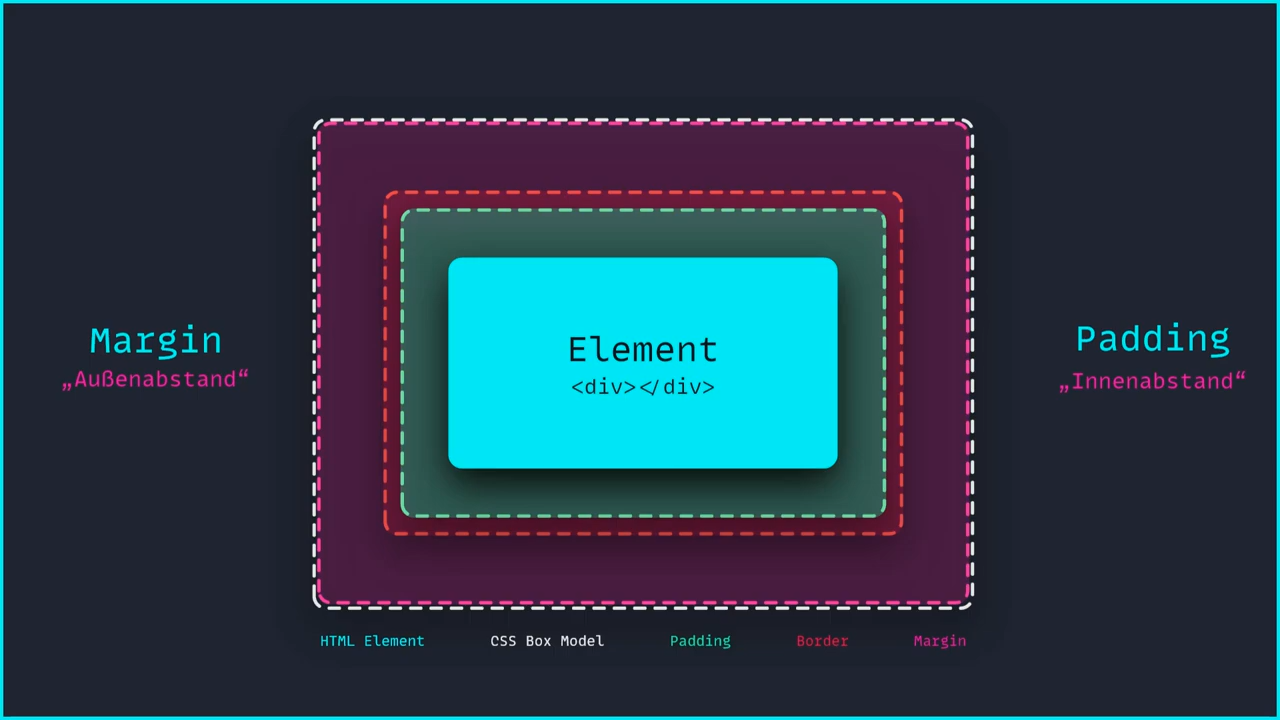 Margin
„Außenabstand“
Element
<div></div>
Padding
„Innenabstand“
HTML Element
CSS Box Model
Padding
Border
Margin